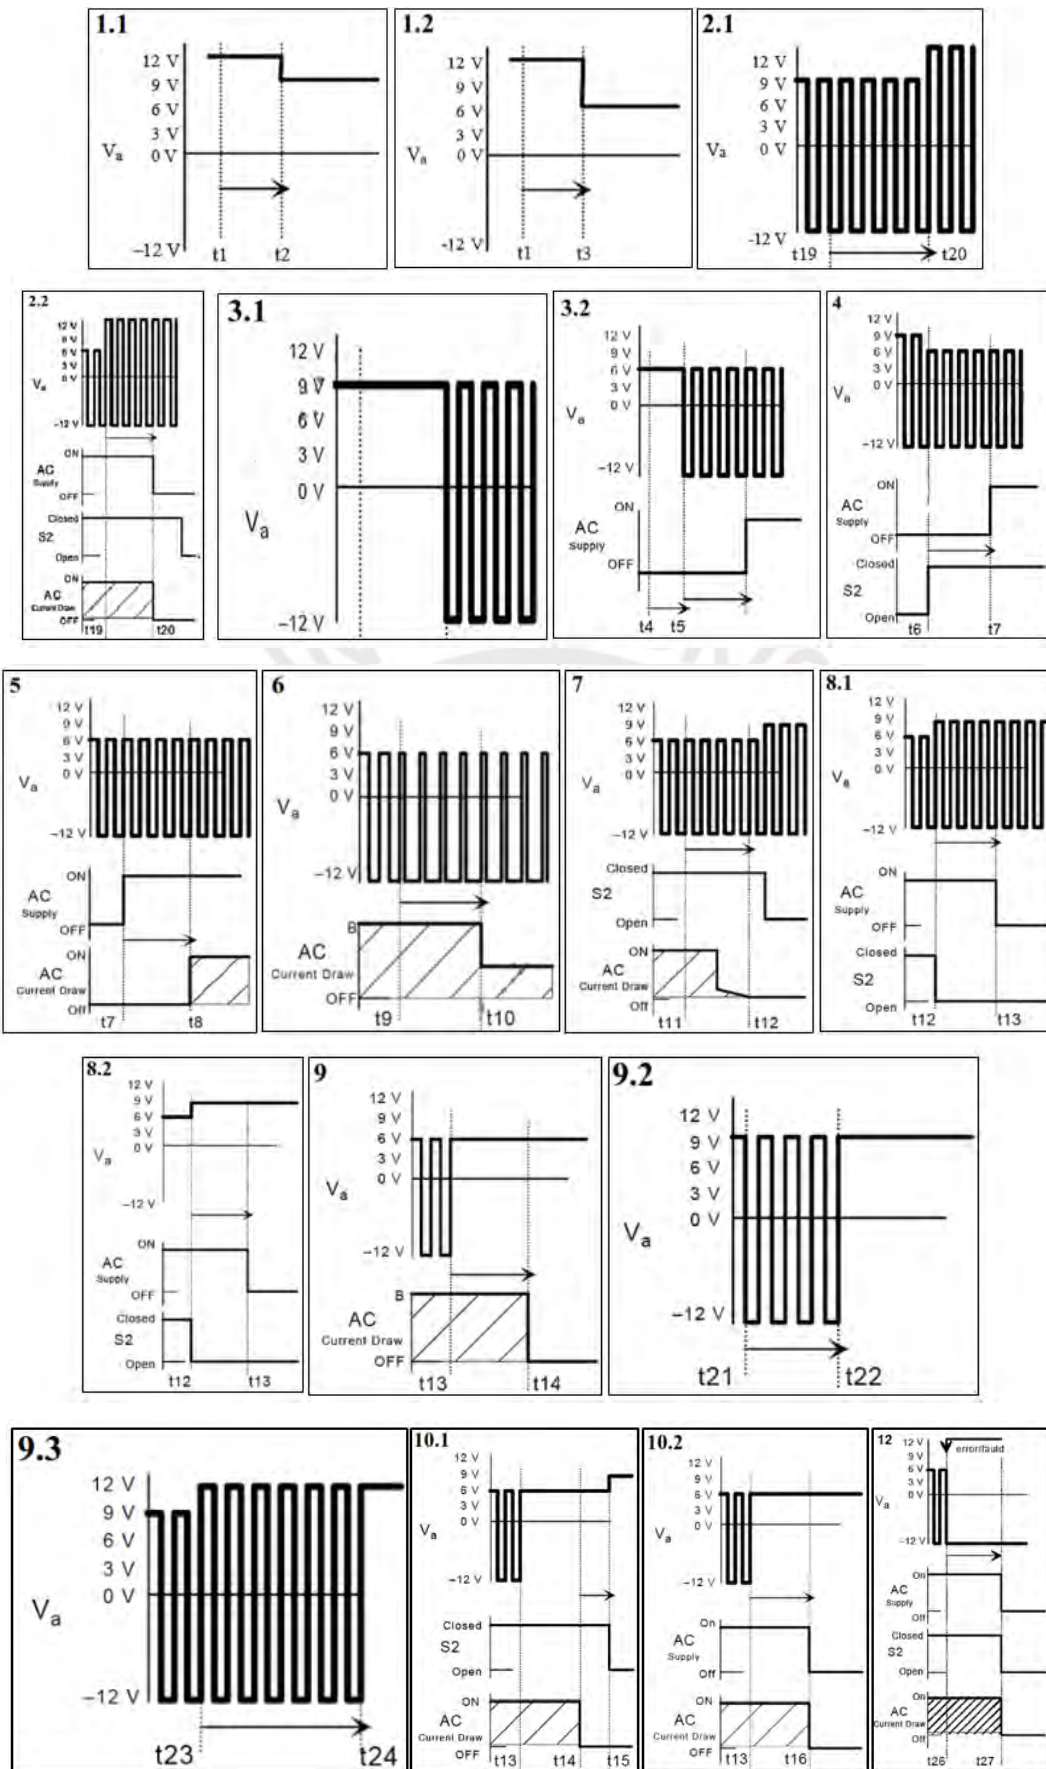 1.1
12 V
9 V
6 V
3 V
Va
0 V
-12 V
t1 t2
1.2
12 V
9 V
6 V
3 V
Va
0 V
-12 V
t1 t3
2.1
12 V
9 V
6 V
3 V
Va
0 V
-12 V
t19 t20
2.2
12 V
9 V
6 V
3 V
0 V
Va
-12 V
ON
AC
Supply
OFF
Closed
S2
Open
ON
AC
Current Draw
OFF
t19 t20
3.1
12 V
9 V
6 V
3 V
0 V
Va
-12 V
3.2
12 V
9 V
6 V
3 V
Va
0 V
-12 V
ON
AC
Supply
OFF
t4 t5
4
12 V
9 V
6 V
3 V
0 V
Va
-12 V
ON
AC
Supply
OFF
Closed
S2
Open
t6 t7
5
12 V
9 V
6 V
3 V
0 V
Va
-12 V
ON
AC
Supply
OFF
ON
AC
Current Draw
Off
t7 t8
6
12 V
9 V
6 V
3 V
0 V
Va
-12 V
B
AC
Current Draw
OFF
t9 t10
7
12 V
9 V
6 V
3 V
0 V
Va
-12 V
Closed
S2
Open
ON
AC
Current Draw
Off
t11 t12
8.1
12 V
9 V
6 V
3 V
0 V
Va
-12 V
ON
AC
Supply
OFF
Closed
S2
Open
t12 t13
8.2
12 V
9 V
6 V
3 V
0 V
Va
-12 V
ON
AC
Supply
OFF
Closed
S2
Open
t12 t13
9
12 V
9 V
6 V
3 V
0 V
Va
-12 V
B
AC
Current Draw
OFF
t13 t14
9.2
12 V
9 V
6 V
3 V
0 V
Va
-12 V
t21 t22
9.3
12 V
9 V
6 V
3 V
0 V
Va
-12 V
t23 t24
10.1
12 V
9 V
6 V
3 V
0 V
Va
-12 V
Closed
S2
Open
ON
AC
Current Draw
OFF
t13 t14 t15
10.2
12 V
9 V
6 V
3 V
0 V
Va
-12 V
On
AC
Supply
Off
ON
AC
Current Draw
OFF
t13 t16
12
12 V
error/fauld
9 V
6 V
3 V
0 V
Va
-12 V
On
AC
Supply
Off
Closed
S2
Open
On
AC
Current Draw
Off
t26 t27